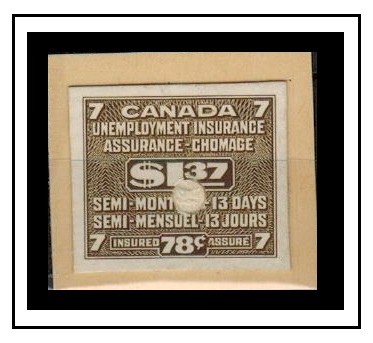 7 CANADA 7
UNEMPLOYMENT INSURANCE
ASSURANCE-CHOMAGE
$1.37
SEMI-MONT 13 DAYS
SEMI-MENSUEL-13 JOURS
7 INSURED 78¢ ASSURE 7